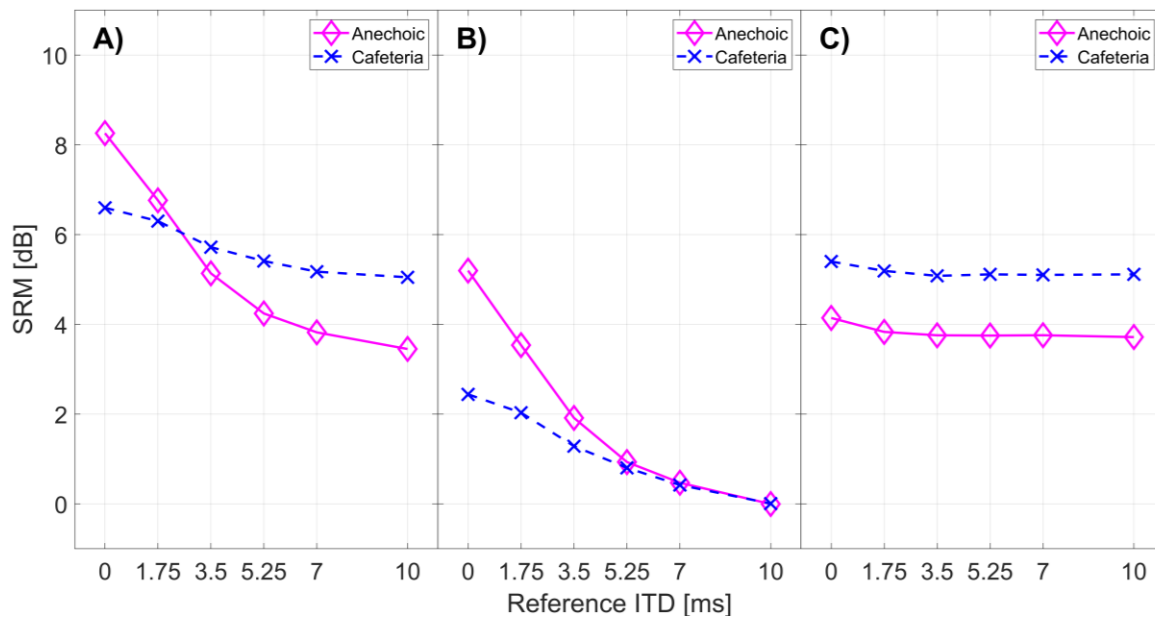 A)
Anechoic
Cafeteria
B)
Anechoic
Cafeteria
C)
Anechoic
Cafeteria
10
8
6
4
2
0
SRM [dB]
0 1.75 3.5 5.25 7 10
0 1.75 3.5 5.25 7 10
0 1.75 3.5 5.25 7 10
Reference ITD [ms]